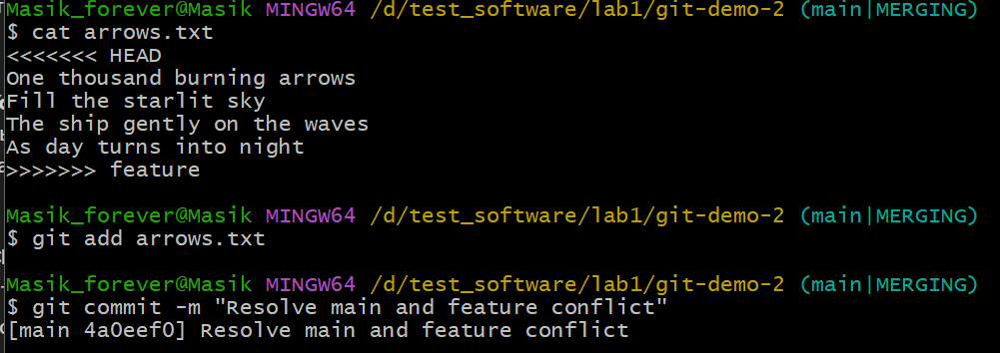 Masik_forever@Masik MINGW64 /d/test_software/lab1/git-demo-2 (main|MERGING)
$ cat arrows.txt
<<<<<<< HEAD
One thousand burning arrows
Fill the starlit sky
The ship gently on the waves
As day turns into night
>>>>>>> feature
Masik_forever@Masik MINGW64 /d/test_software/lab1/git-demo-2 (main|MERGING)
$ git add arrows.txt
Masik_forever@Masik MINGW64 /d/test_software/lab1/git-demo-2 (main|MERGING)
$ git commit -m "Resolve main and feature conflict"
[main 4a0eef0] Resolve main and feature conflict